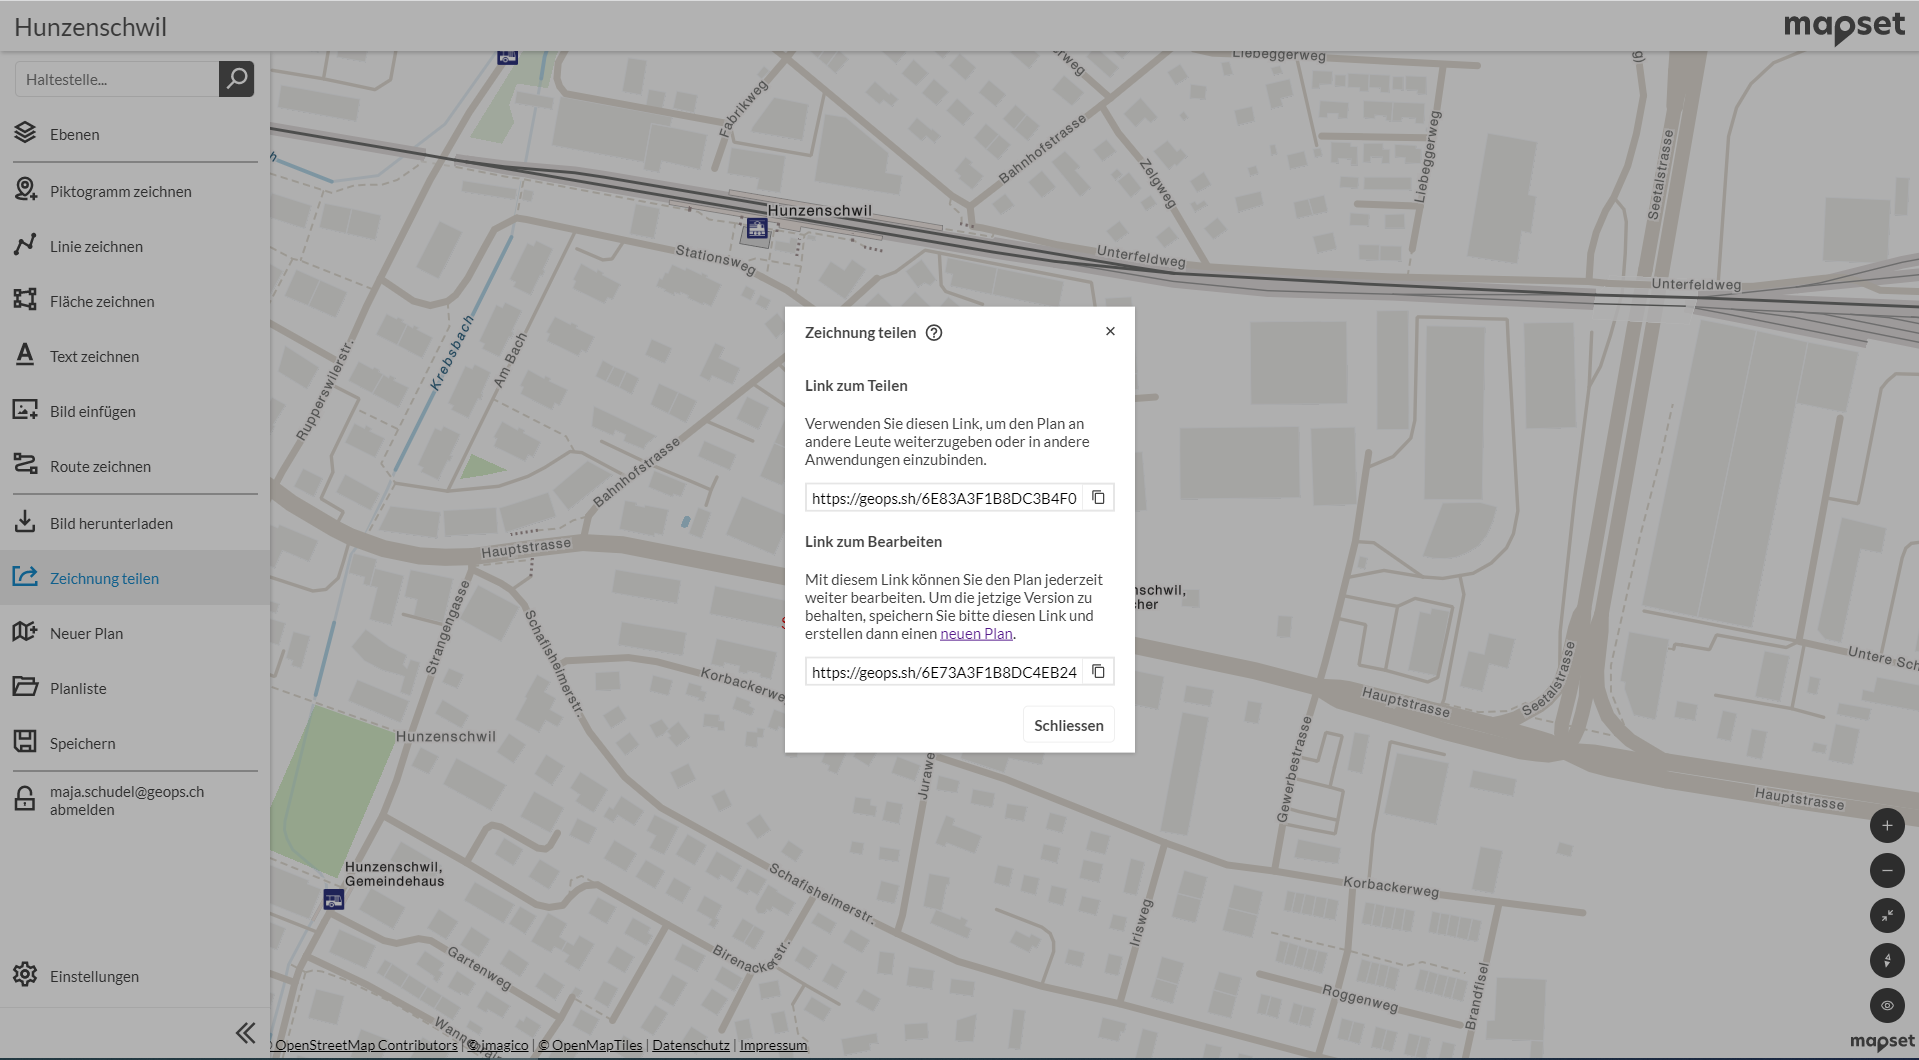 Hunzenschwil
mapset
Haltestelle...
Ebenen
Piktogramm zeichnen
Linie zeichnen
Fläche zeichnen
Text zeichnen
Bild einfügen
Route zeichnen
Bild herunterladen
Zeichnung teilen
Neuer Plan
Planliste
Speichern
maja.schudel@geops.ch
abmelden
Einstellungen
Zeichnung teilen
Link zum Teilen
Verwenden Sie diesen Link, um den Plan an
andere Leute weiterzugeben oder in andere
Anwendungen einzubinden.
https://geops.sh/6E83A3F1B8DC3B4F0
Link zum Bearbeiten
Mit diesem Link können Sie den Plan jederzeit
weiter bearbeiten. Um die jetzige Version zu
behalten, speichern Sie bitte diesen Link und
erstellen dann einen neuen Plan.
https://geops.sh/6E73A3F1B8DC4EB24
Schliessen
Liebeggerweg
Fabrikweg
Bahnhofstrasse
Zelgweg
Liebeggerweg
Seetalstrasse
Hunzenschwil
Stationsweg
Unterfeldweg
Unterfeldweg
Krebsbach
Am Bach
Rupperswilerstr.
Bahnhofstrasse
Hauptstrasse
Strangengasse
Schafisheimerstr.
Korbackerwe
nschwil,
cher
Untere Sch
Seetalstrasse
Hauptstrasse
Hunzenschwil
Jurawe
Gewerbestrasse
Hauptstrasse
Hunzenschwil,
Gemeindehaus
Schafisheimerstr.
Korbackerweg
Irisweg
Birenackerstr.
Gartenweg
Roggenweg
Brandfisel
OpenStreetMap Contributors | © imagico | © OpenMapTiles | Datenschutz | Impressum
mapset